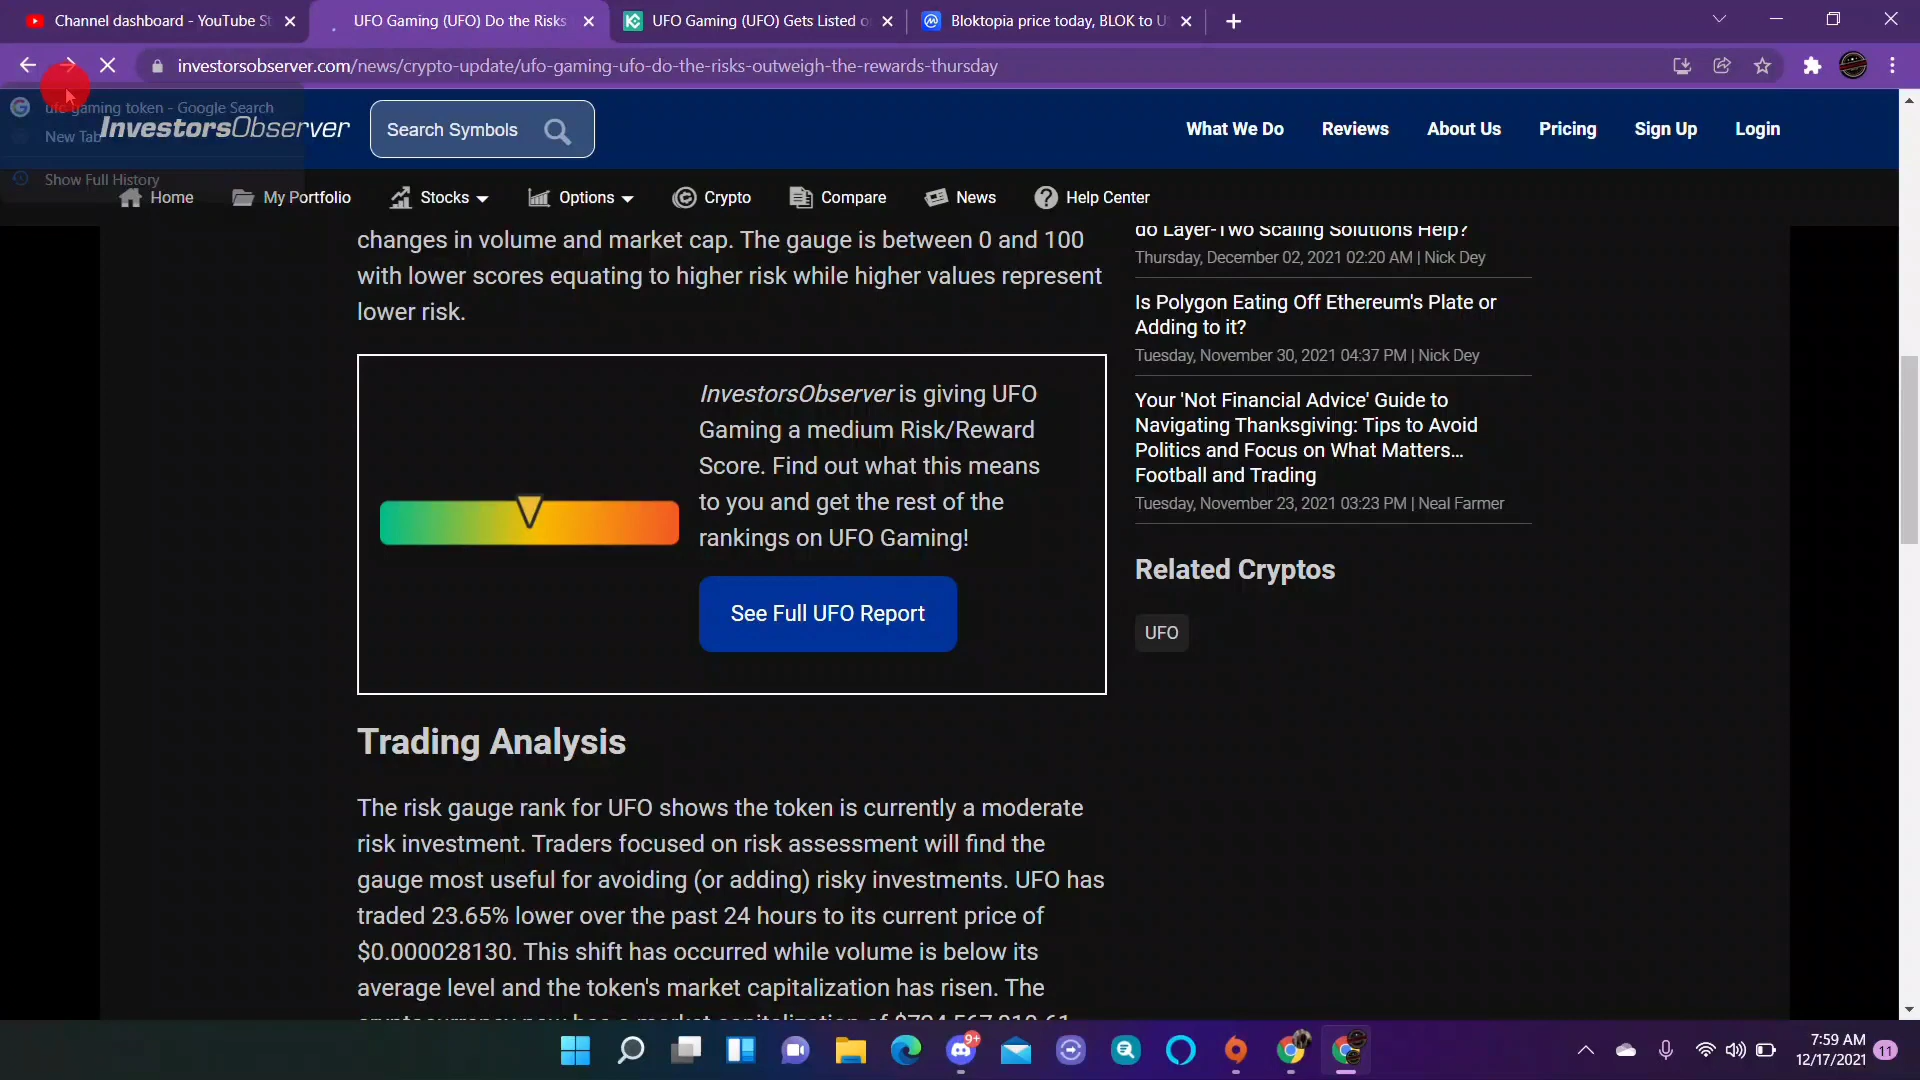 Channel dashboard - YouTube St
UFO Gaming (UFO) Do the Risks
UFO Gaming (UFO) Gets Listed o
Bloktopia price today, BLOK to U
investorsobserver.com/news/crypto-update/ufo-gaming-ufo-do-the-risks-outweigh-the-rewards-thursday
ufo gaming token - Google Search
New Tab
Show Full History
InvestorsObserver
Search Symbols
What We Do
Reviews
About Us
Pricing
Sign Up
Login
Home
My Portfolio
Stocks
Options
Crypto
Compare
News
Help Center
changes in volume and market cap. The gauge is between 0 and 100
with lower scores equating to higher risk while higher values represent
lower risk.
InvestorsObserver is giving UFO
Gaming a medium Risk/Reward
Score. Find out what this means
to you and get the rest of the
rankings on UFO Gaming!
See Full UFO Report
Trading Analysis
The risk gauge rank for UFO shows the token is currently a moderate
risk investment. Traders focused on risk assessment will find the
gauge most useful for avoiding (or adding) risky investments. UFO has
traded 23.65% lower over the past 24 hours to its current price of
$0.000028130. This shift has occurred while volume is below its
average level and the token's market capitalization has risen. The
do Layer-Two Scaling Solutions Help?
Thursday, December 02, 2021 02:20 AM | Nick Dey
Is Polygon Eating Off Ethereum's Plate or
Adding to it?
Tuesday, November 30, 2021 04:37 PM | Nick Dey
Your 'Not Financial Advice' Guide to
Navigating Thanksgiving: Tips to Avoid
Politics and Focus on What Matters...
Football and Trading
Tuesday, November 23, 2021 03:23 PM | Neal Farmer
Related Cryptos
UFO
9+
7:59 AM
12/17/2021
11